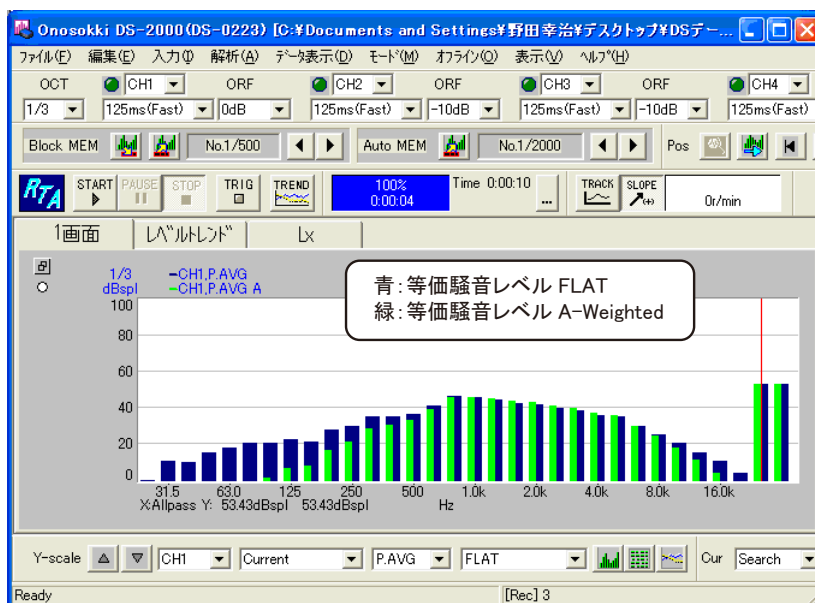 Onosokki DS-2000(DS-0223) [C:¥Documents and Settings¥野田幸治¥デスクトップ¥DSデー...
ファイル(F) 編集(E) 入力(I) 解析(A) データ表示(D) モード(M) オフライン(O) 表示(V) ヘルプ(H)
OCT CH1 ORF CH2 ORF CH3 ORF CH4
1/3 125ms(Fast) 0dB 125ms(Fast) -10dB 125ms(Fast) -10dB 125ms(Fast)
Block MEM No.1/500 Auto MEM No.1/2000 Pos
RTA START PAUSE STOP TRIG TREND 100% Time 0:00:10 ... TRACK SLOPE
0:00:04 0r/min
1画面 レベルトレンド Lx
1/3 CH1,P.AVG
dBspl CH1,P.AVG A
青：等価騒音レベル FLAT
緑：等価騒音レベル A-Weighted
100
80
60
40
20
0
31.5 63.0 125 250 500 1.0k 2.0k 4.0k 8.0k 16.0k
X:Allpass Y: 53.43dBspl 53.43dBspl Hz
Y-scale CH1 Current P.AVG FLAT Cur Search
Ready [Rec] 3